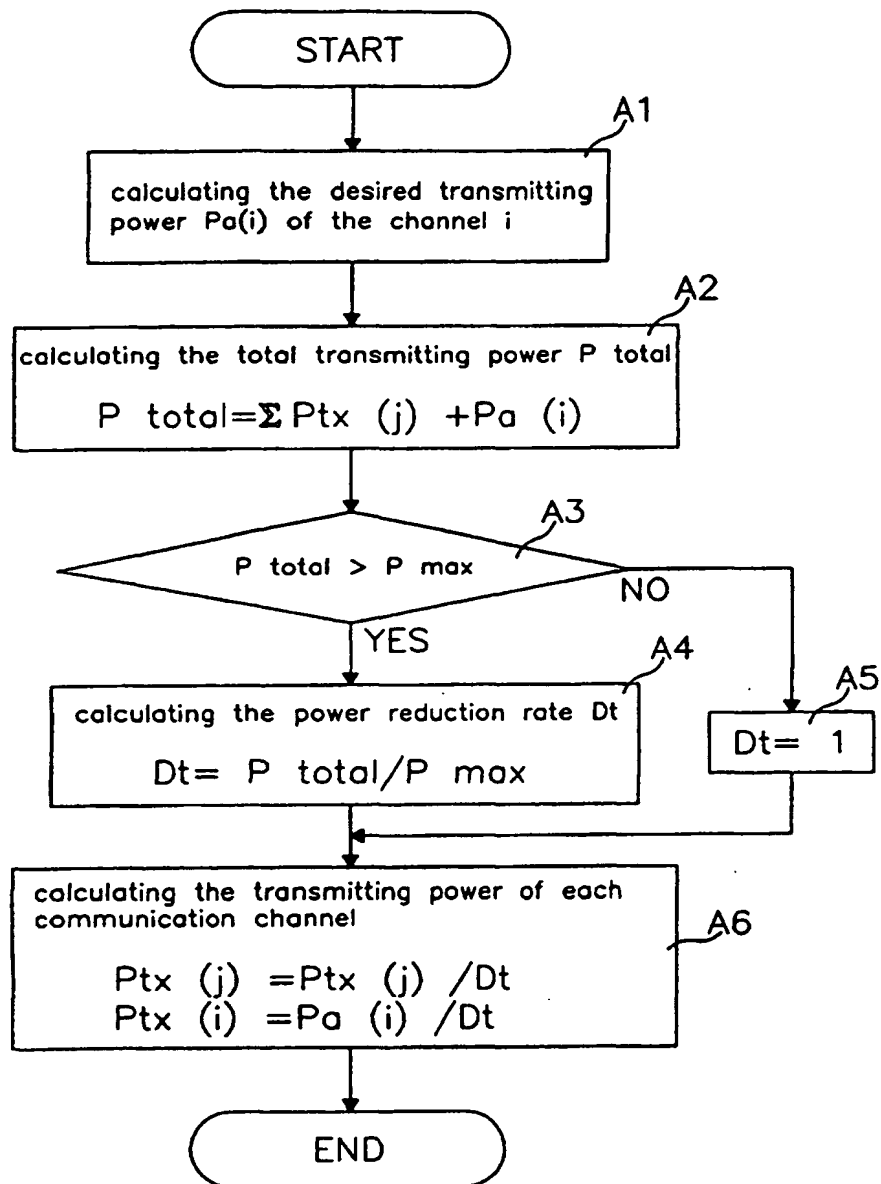 START
A1
calculating the desired transmitting
power Pa(i) of the channel i
A2
calculating the total transmitting power P total
P total=Σ Ptx (j) +Pa (i)
A3
P total > P max
NO
YES
A4
calculating the power reduction rate Dt
Dt= P total/P max
A5
Dt= 1
calculating the transmitting power of each
communication channel
A6
Ptx (j) =Ptx (j) /Dt
Ptx (i) =Pa (i) /Dt
END